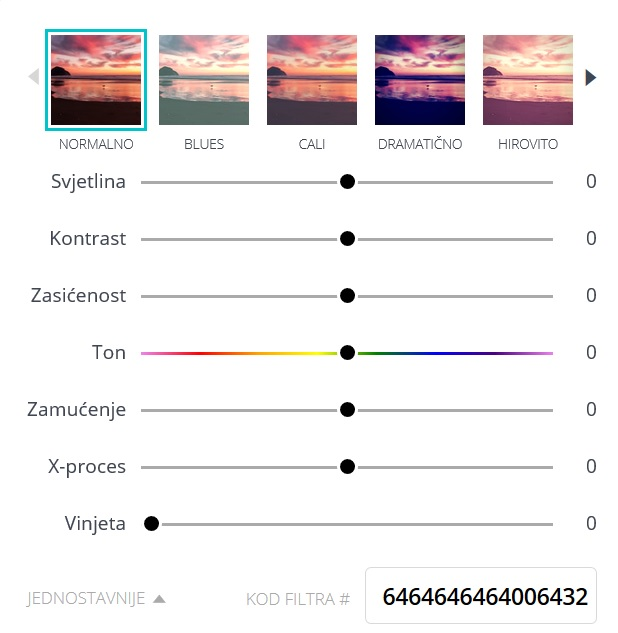 NORMALNO BLUES CALI DRAMATIČNO HIROVITO
Svjetlina 0
Kontrast 0
Zasićenost 0
Ton 0
Zamućenje 0
X-proces 0
Vinjeta 0
JEDNOSTAVNIJE KOD FILTRA # 6464646464006432